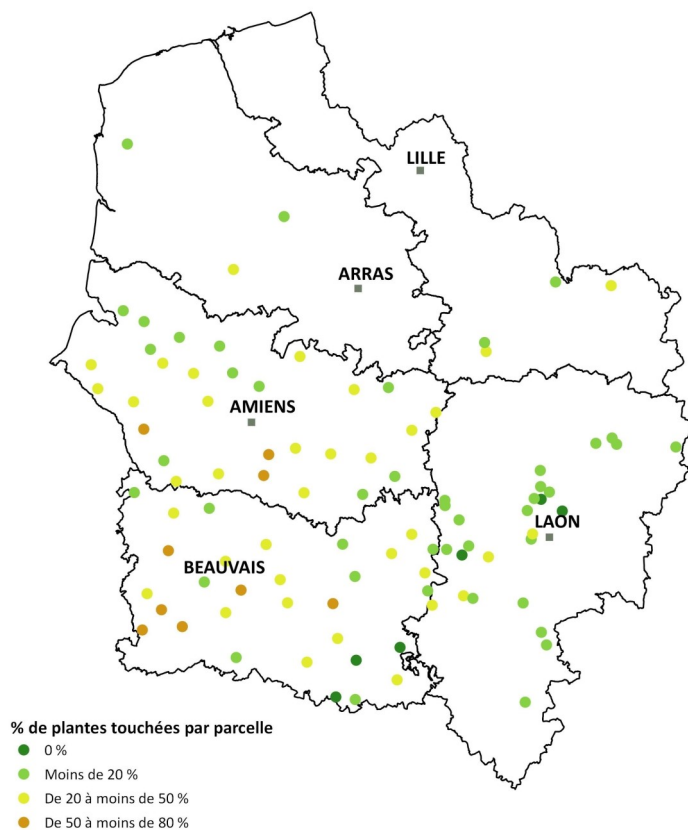 LILLE
ARRAS
AMIENS
LAON
BEAUVAIS
% de plantes touchées par parcelle
0 %
Moins de 20 %
De 20 à moins de 50 %
De 50 à moins de 80 %